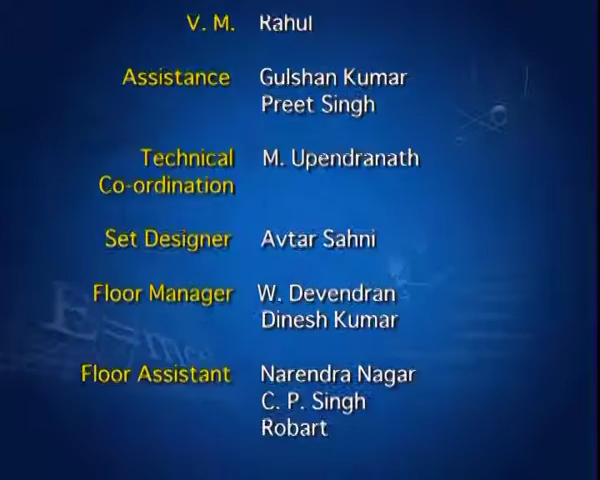 V. M. Rahul
Assistance Gulshan Kumar
Preet Singh
Technical M. Upendranath
Co-ordination
Set Designer Avtar Sahni
Floor Manager W. Devendran
Dinesh Kumar
E=mc
Floor Assistant Narendra Nagar
C. P. Singh
Robart